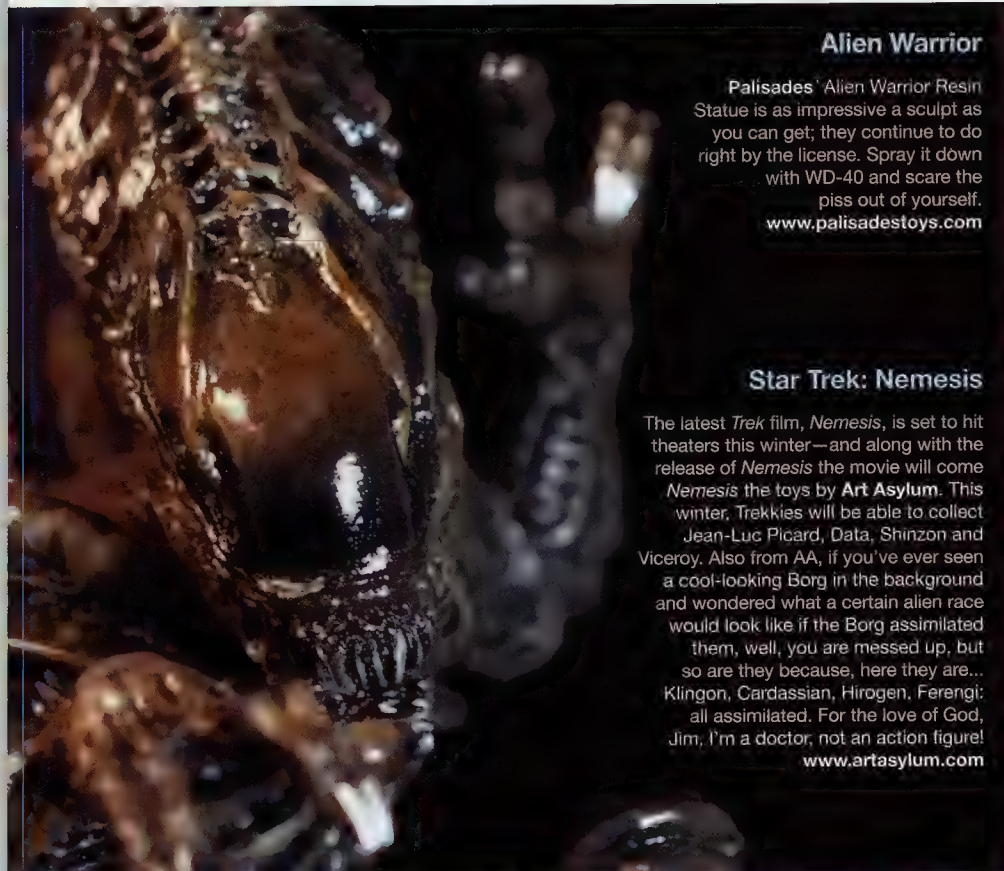 Alien Warrior
Palisades' Alien Warrior Resin
Statue is as impressive a sculpt as
you can get; they continue to do
right by the license. Spray it down
with WD-40 and scare the
piss out of yourself.
www.palisadestoys.com
Star Trek: Nemesis
The latest Trek film, Nemesis, is set to hit
theaters this winter—and along with the
release of Nemesis the movie will come
Nemesis the toys by Art Asylum. This
winter, Trekkies will be able to collect
Jean-Luc Picard, Data, Shinzon and
Viceroy. Also from AA, if you've ever seen
a cool-looking Borg in the background
and wondered what a certain alien race
would look like if the Borg assimilated
them, well, you are messed up, but
so are they because, here they are...
Klingon, Cardassian, Hirogen, Ferengi:
all assimilated. For the love of God,
Jim, I'm a doctor, not an action figure!
www.artasylum.com